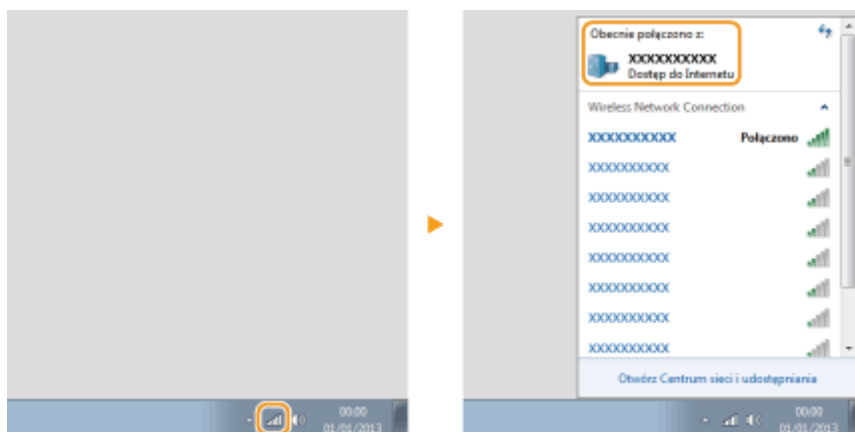 00:00
01/01/2013
Obecnie połączono z:
XXXXXXXXXX
Dostęp do Internetu
Wireless Network Connection
XXXXXXXXXX Połączono
XXXXXXXXXX
XXXXXXXXXX
XXXXXXXXXX
XXXXXXXXXX
XXXXXXXXXX
XXXXXXXXXX
XXXXXXXXXX
Otwórz Centrum sieci i udostępniania
00:00
01/01/2013